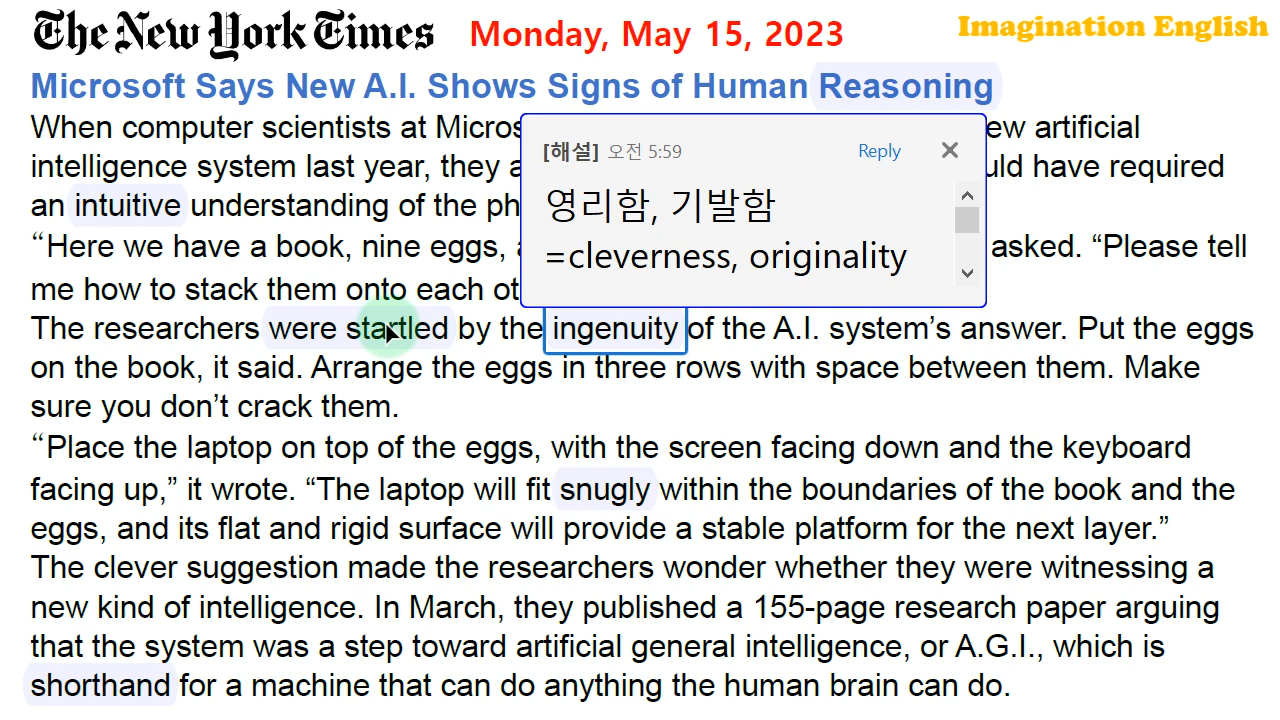 The New York Times Monday, May 15, 2023 Imagination English
Microsoft Says New A.I. Shows Signs of Human Reasoning
When computer scientists at Micros ew artificial
[해설] 오전 5:59 Reply
intelligence system last year, they a uld have required
영리함, 기발함
an intuitive understanding of the ph
=cleverness, originality
“Here we have a book, nine eggs, asked. “Please tell
me how to stack them onto each ot
The researchers were startled by the ingenuity of the A.I. system’s answer. Put the eggs
on the book, it said. Arrange the eggs in three rows with space between them. Make
sure you don’t crack them.
“Place the laptop on top of the eggs, with the screen facing down and the keyboard
facing up,” it wrote. “The laptop will fit snugly within the boundaries of the book and the
eggs, and its flat and rigid surface will provide a stable platform for the next layer.”
The clever suggestion made the researchers wonder whether they were witnessing a
new kind of intelligence. In March, they published a 155-page research paper arguing
that the system was a step toward artificial general intelligence, or A.G.I., which is
shorthand for a machine that can do anything the human brain can do.